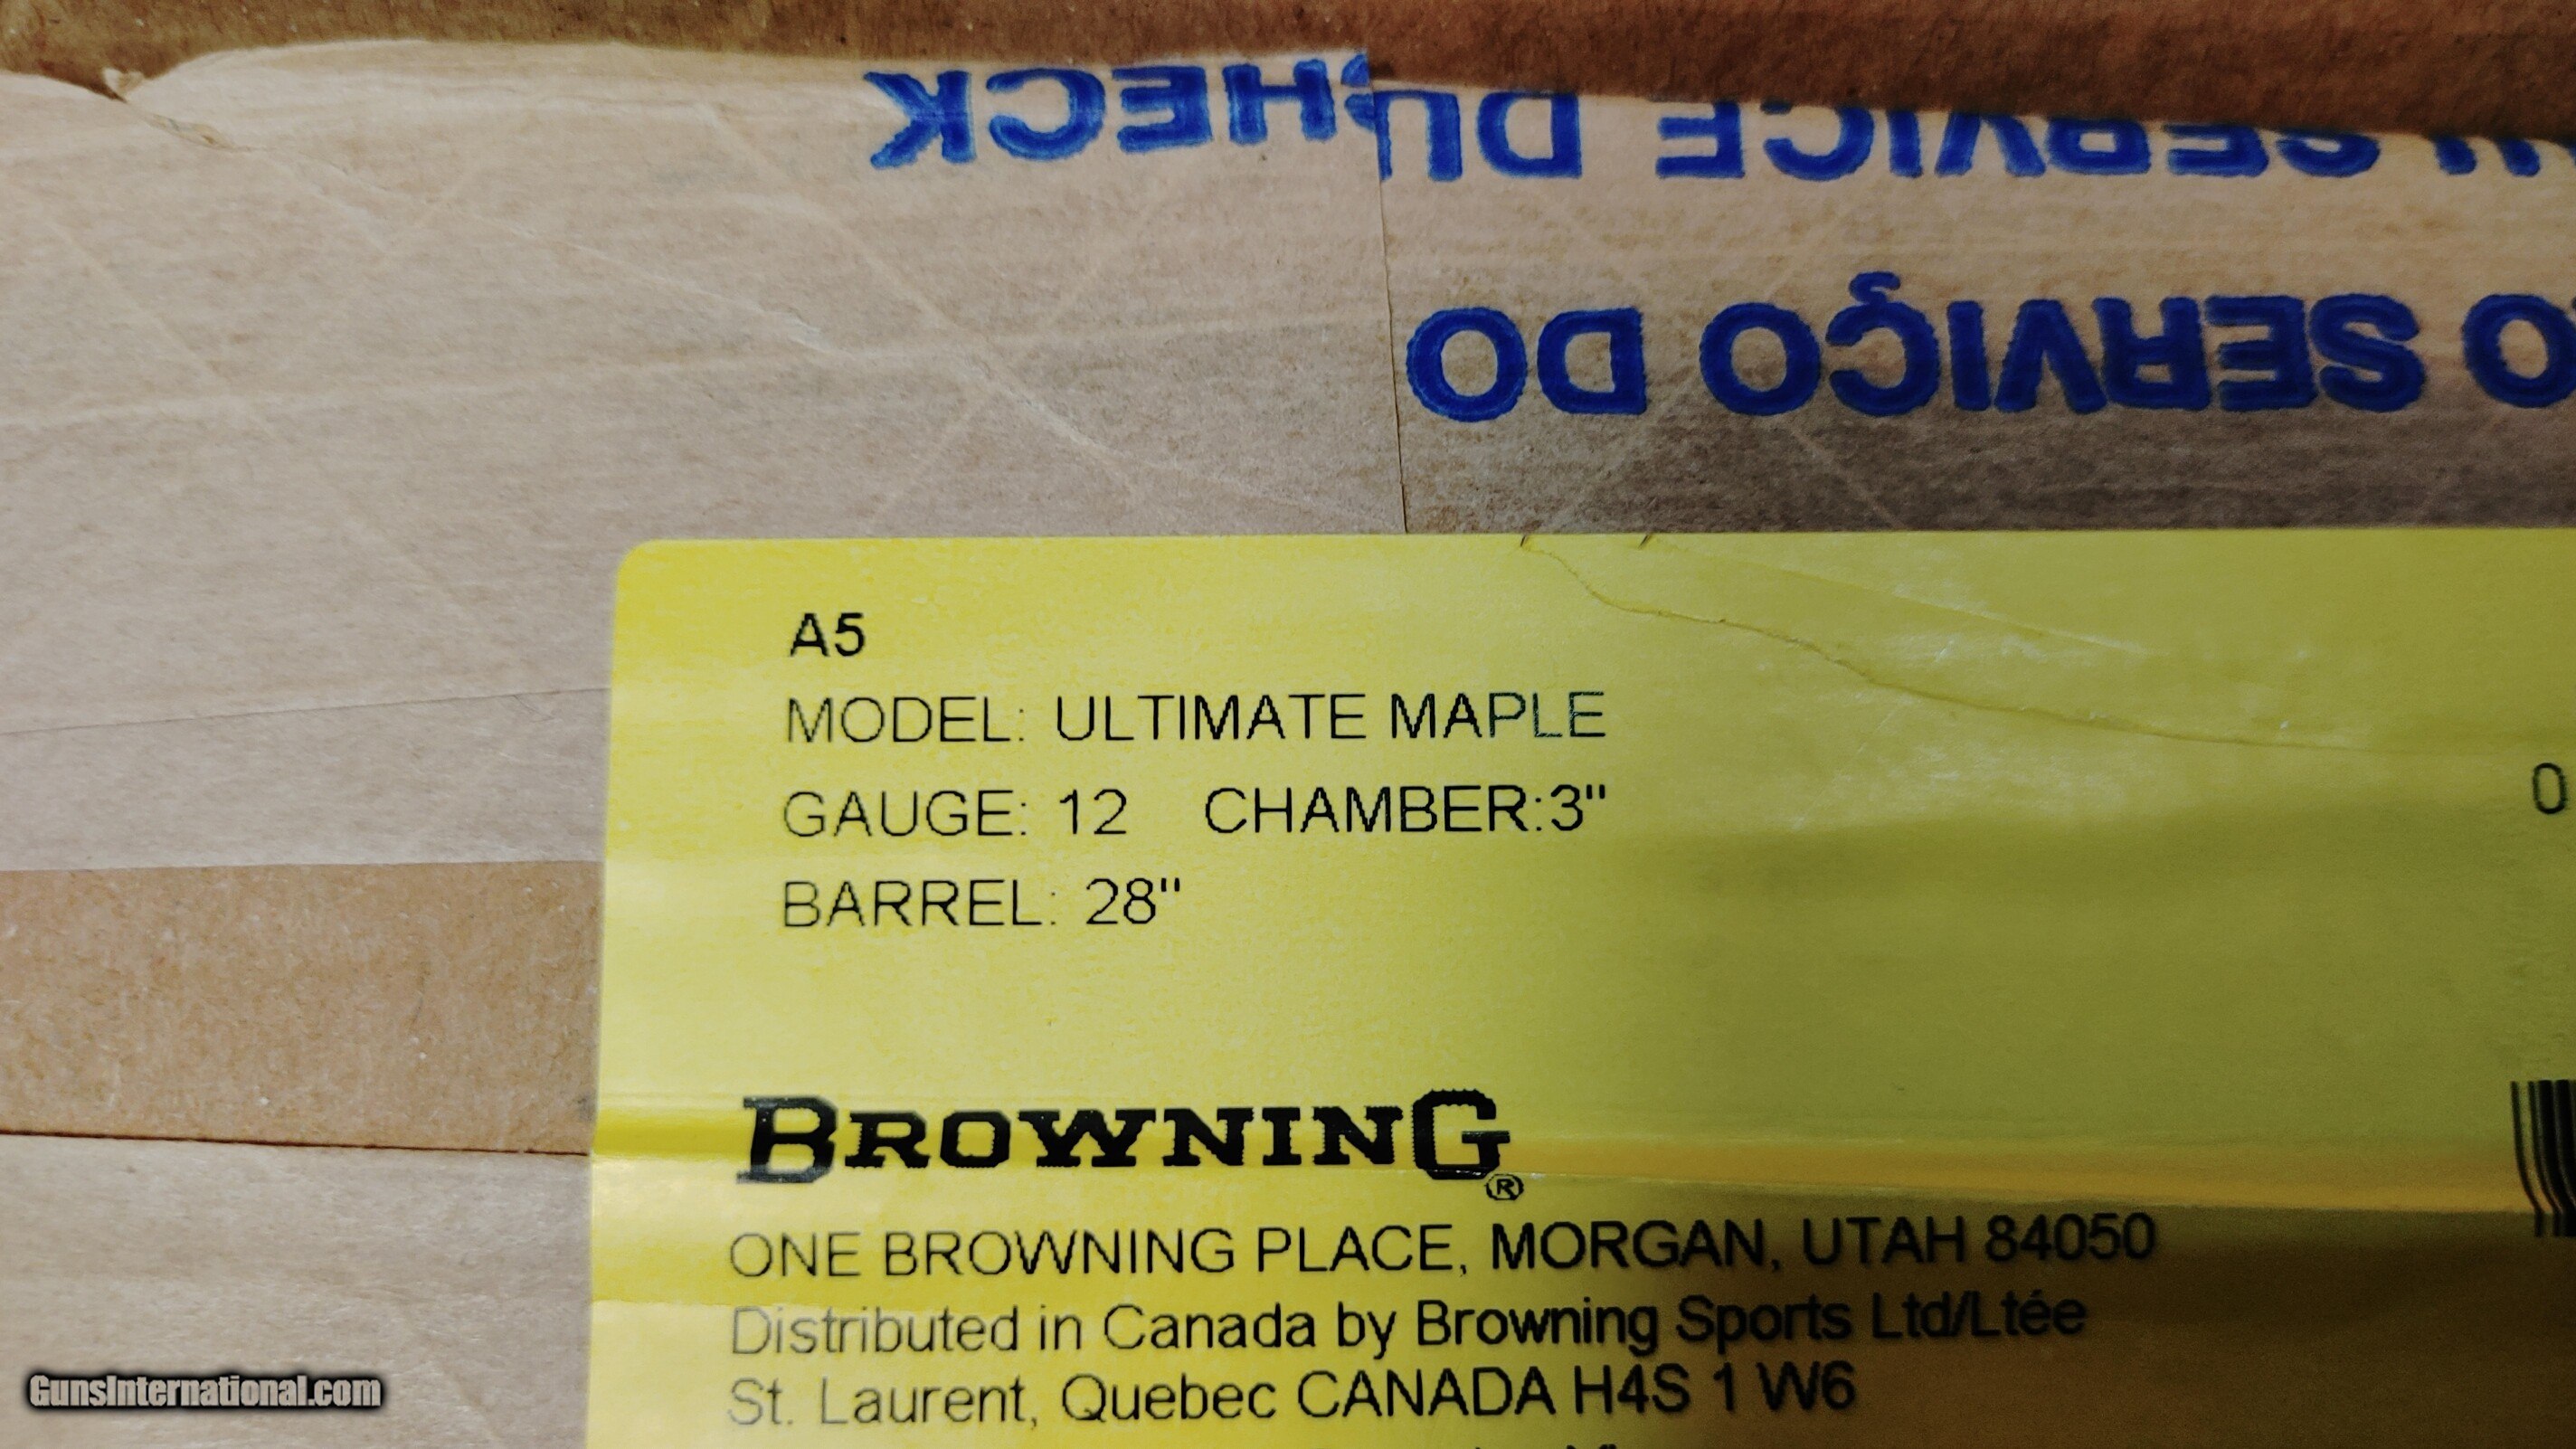 CHECK
SERVICE DU
SERVIÇO DO
A5
MODEL: ULTIMATE MAPLE
GAUGE: 12 CHAMBER:3"
BARREL: 28"
0
BROWNING®
ONE BROWNING PLACE, MORGAN, UTAH 84050
Distributed in Canada by Browning Sports Ltd/Ltée
St. Laurent, Quebec CANADA H4S 1 W6
GunsInternational.com